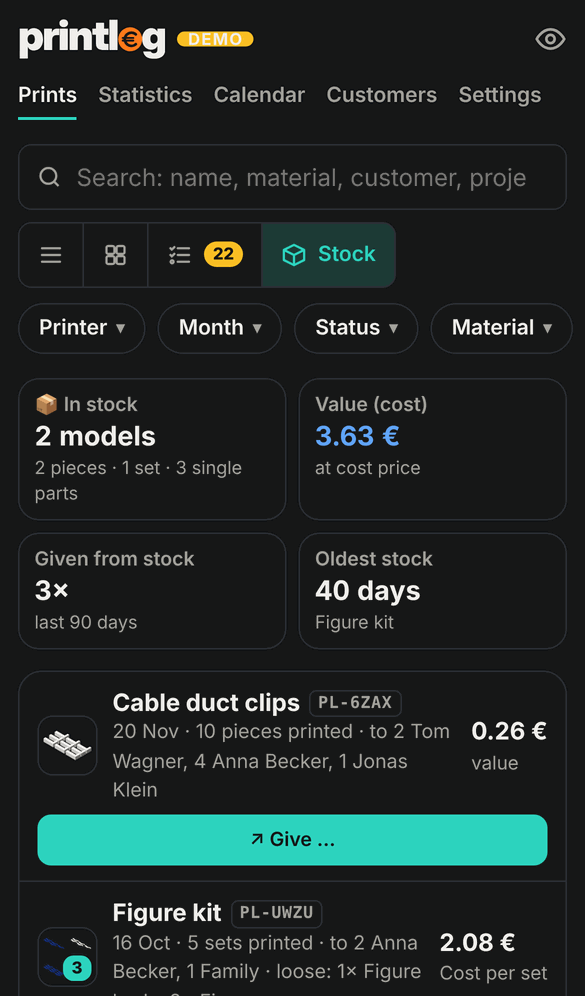 printl€g DEMO
Prints Statistics Calendar Customers Settings
Search: name, material, customer, proje
22 Stock
Printer ▾ Month ▾ Status ▾ Material ▾
📦 In stock
2 models
2 pieces · 1 set · 3 single
parts
Value (cost)
3.63 €
at cost price
Given from stock
3×
last 90 days
Oldest stock
40 days
Figure kit
Cable duct clips PL-6ZAX
20 Nov · 10 pieces printed · to 2 Tom
Wagner, 4 Anna Becker, 1 Jonas
Klein
0.26 €
value
↗ Give ...
Figure kit PL-UWZU
16 Oct · 5 sets printed · to 2 Anna
Becker, 1 Family · loose: 1× Figure
2.08 €
Cost per set
3